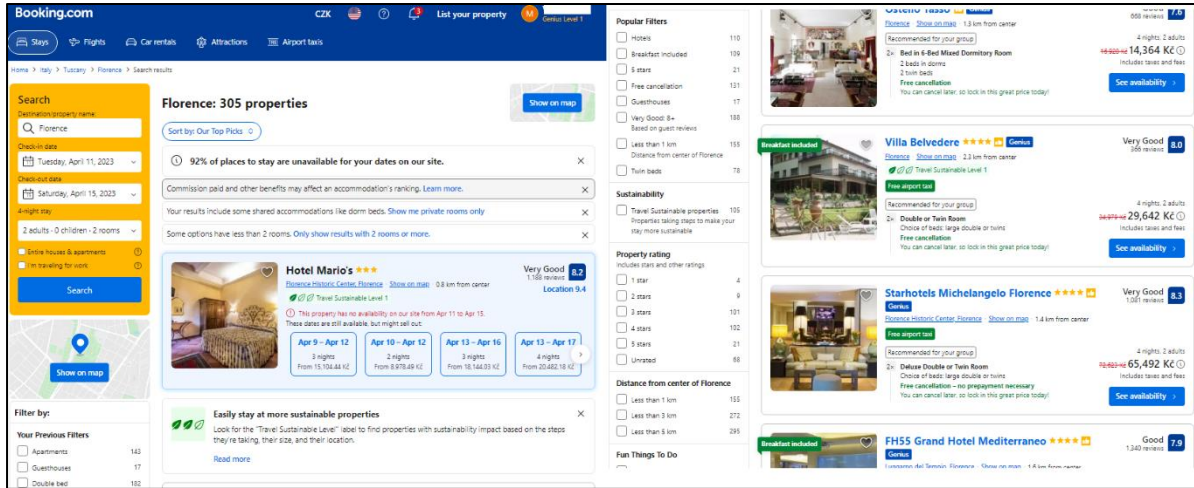 Booking.com
CZK
3
List your property
M
Genius Level 1
Stays
Flights
Car rentals
Attractions
Airport taxis
Home > Italy > Tuscany > Florence > Search results
Search
Destination/property name:
Florence
Check-in date
Tuesday, April 11, 2023
Check-out date
Saturday, April 15, 2023
4-night stay
2 adults · 0 children · 2 rooms
Entire houses & apartments
I'm traveling for work
Search
Show on map
Filter by:
Your Previous Filters
Apartments 143
Guesthouses 17
Double bed 182
Florence: 305 properties
Show on map
Sort by: Our Top Picks
92% of places to stay are unavailable for your dates on our site.
Commission paid and other benefits may affect an accommodation's ranking. Learn more.
Your results include some shared accommodations like dorm beds. Show me private rooms only
Some options have less than 2 rooms. Only show results with 2 rooms or more.
Hotel Mario's
Very Good 8.2
1,188 reviews
Location 9.4
Florence Historic Center, Florence Show on map 0.8 km from center
Travel Sustainable Level 1
This property has no availability on our site from Apr 11 to Apr 15.
These dates are still available, but might sell out:
Apr 9 – Apr 12
3 nights
From 15,104.44 Kč
Apr 10 – Apr 12
2 nights
From 8,978.49 Kč
Apr 13 – Apr 16
3 nights
From 18,144.03 Kč
Apr 13 – Apr 17
4 nights
From 20,482.18 Kč
Easily stay at more sustainable properties
Look for the "Travel Sustainable" label to find properties with sustainability impact based on the steps
they're taking, their size, and their location.
Read more
Popular Filters
Hotels 110
Breakfast Included 109
5 stars 21
Free cancellation 131
Guesthouses 17
Very Good: 8+ 188
Based on guest reviews
Less than 1 km 155
Distance from center of Florence
Twin beds 78
Sustainability
Travel Sustainable properties 105
Properties taking steps to make your
stay more sustainable
Property rating
Includes stars and other ratings
1 star 4
2 stars 9
3 stars 101
4 stars 102
5 stars 21
Unrated 68
Distance from center of Florence
Less than 1 km 155
Less than 3 km 272
Less than 5 km 295
Fun Things To Do
Ostello Tasso Genius
Good 7.6
668 reviews
Florence Show on map 1.5 km from center
Recommended for your group
4 nights, 2 adults
2× Bed in 6-Bed Mixed Dormitory Room
14,364 Kč
2 beds in dorms
Includes taxes and fees
2 twin beds
Free cancellation
You can cancel later, so lock in this great price today!
See availability
Breakfast included
Villa Belvedere Genius
Very Good 8.0
366 reviews
Florence Show on map 2.3 km from center
Travel Sustainable Level 1
Free airport taxi
Recommended for your group
4 nights, 2 adults
2× Double or Twin Room
29,642 Kč
Choice of beds: large double or twins
Includes taxes and fees
Free cancellation
You can cancel later, so lock in this great price today!
See availability
Starhotels Michelangelo Florence
Very Good 8.3
1,081 reviews
Genius
Florence Historic Center, Florence Show on map 1.4 km from center
Free airport taxi
Recommended for your group
4 nights, 2 adults
2× Deluxe Double or Twin Room
65,492 Kč
Choice of beds: large double or twins
Includes taxes and fees
Free cancellation – no prepayment necessary
You can cancel later, so lock in this great price today!
See availability
Breakfast included
FH55 Grand Hotel Mediterraneo
Good 7.9
1,340 reviews
Genius
Lungarno del Tempio, Florence Show on map 1.6 km from center